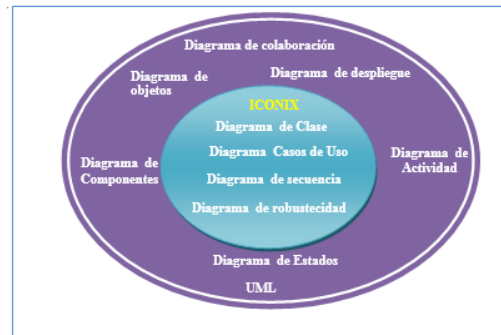 Diagrama de colaboración
Diagrama de
objetos
Diagrama de despliegue
ICONIX
Diagrama de Clase
Diagrama Casos de Uso
Diagrama de
Componentes
Diagrama de
Actividad
Diagrama de secuencia
Diagrama de robustecidad
Diagrama de Estados
UML